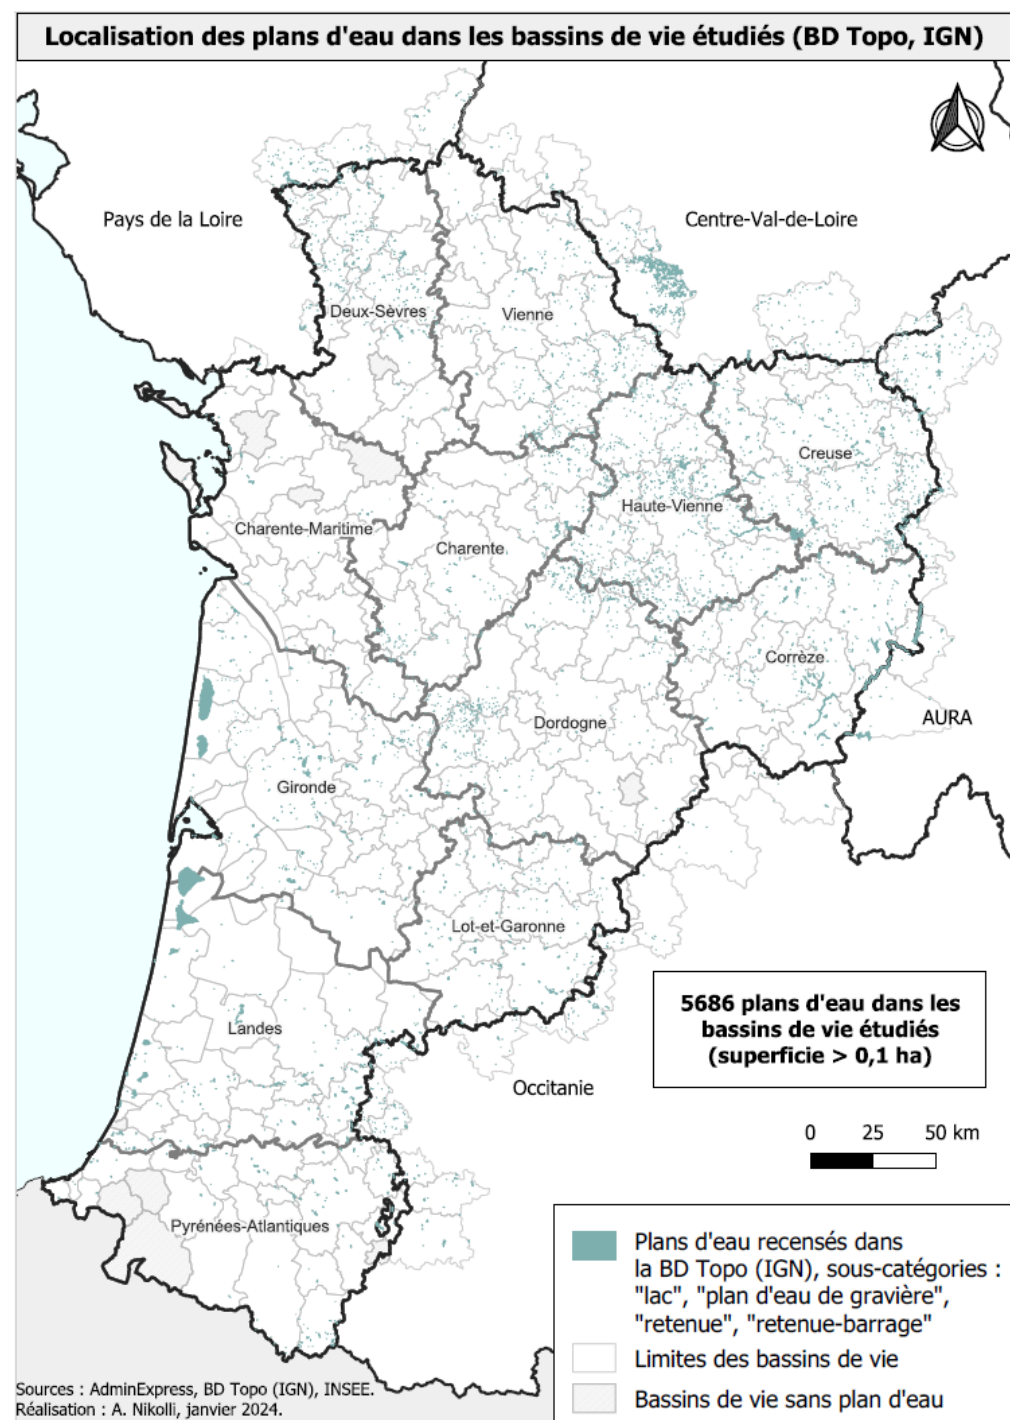 Localisation des plans d'eau dans les bassins de vie étudiés (BD Topo, IGN)
Pays de la Loire
Centre-Val-de-Loire
Deux-Sèvres
Vienne
Creuse
Haute-Vienne
Charente-Maritime
Charente
Corrèze
AURA
Dordogne
Gironde
Lot-et-Garonne
5686 plans d'eau dans les
bassins de vie étudiés
(superficie > 0,1 ha)
Landes
Occitanie
0 25 50 km
Pyrénées-Atlantiques
Plans d'eau recensés dans
la BD Topo (IGN), sous-catégories :
"lac", "plan d'eau de gravière",
"retenue", "retenue-barrage"
Limites des bassins de vie
Bassins de vie sans plan d'eau
Sources : AdminExpress, BD Topo (IGN), INSEE.
Réalisation : A. Nikolli, janvier 2024.